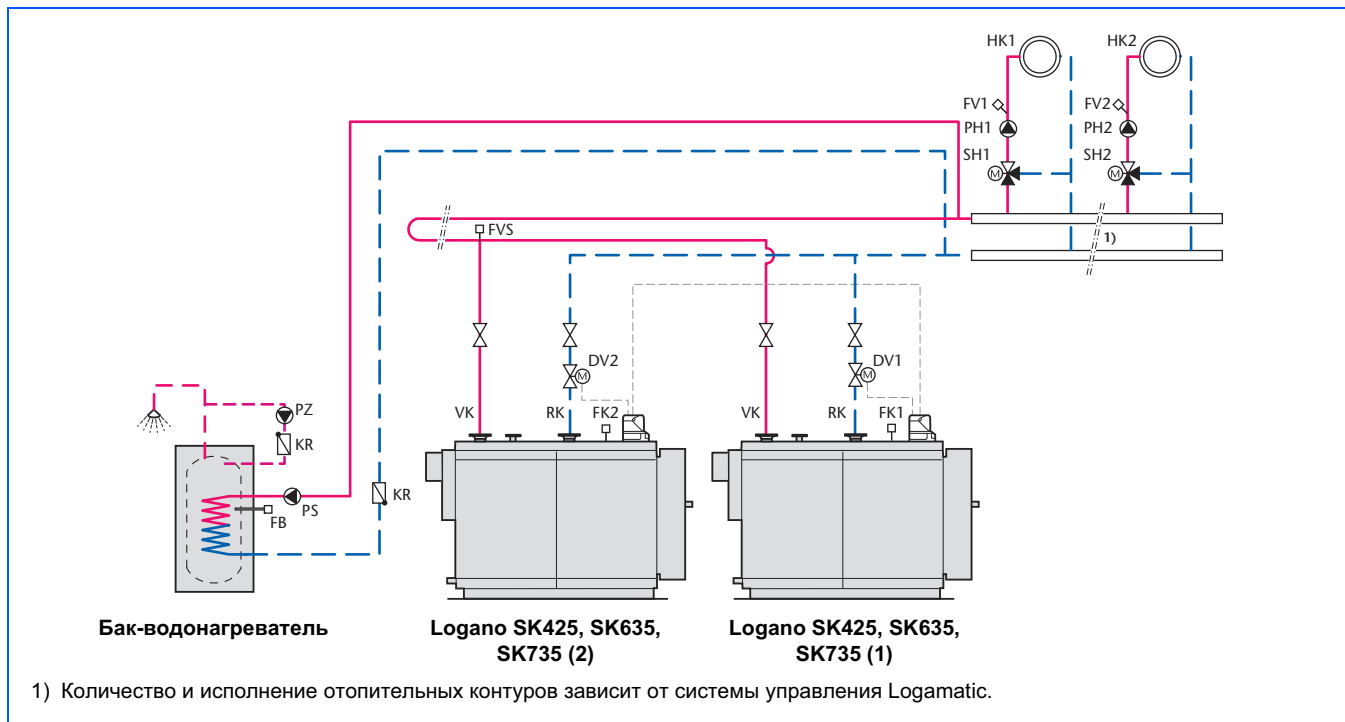 HK1
HK2
FV1
FV2
PH1
PH2
SH1
SH2
M
M
FVS
1)
DV2
DV1
M
M
PZ
VK
RK
FK2
VK
RK
FK1
KR
KR
PS
FB
Бак-водонагреватель
Logano SK425, SK635,
SK735 (2)
Logano SK425, SK635,
SK735 (1)
1) Количество и исполнение отопительных контуров зависит от системы управления Logamatic.